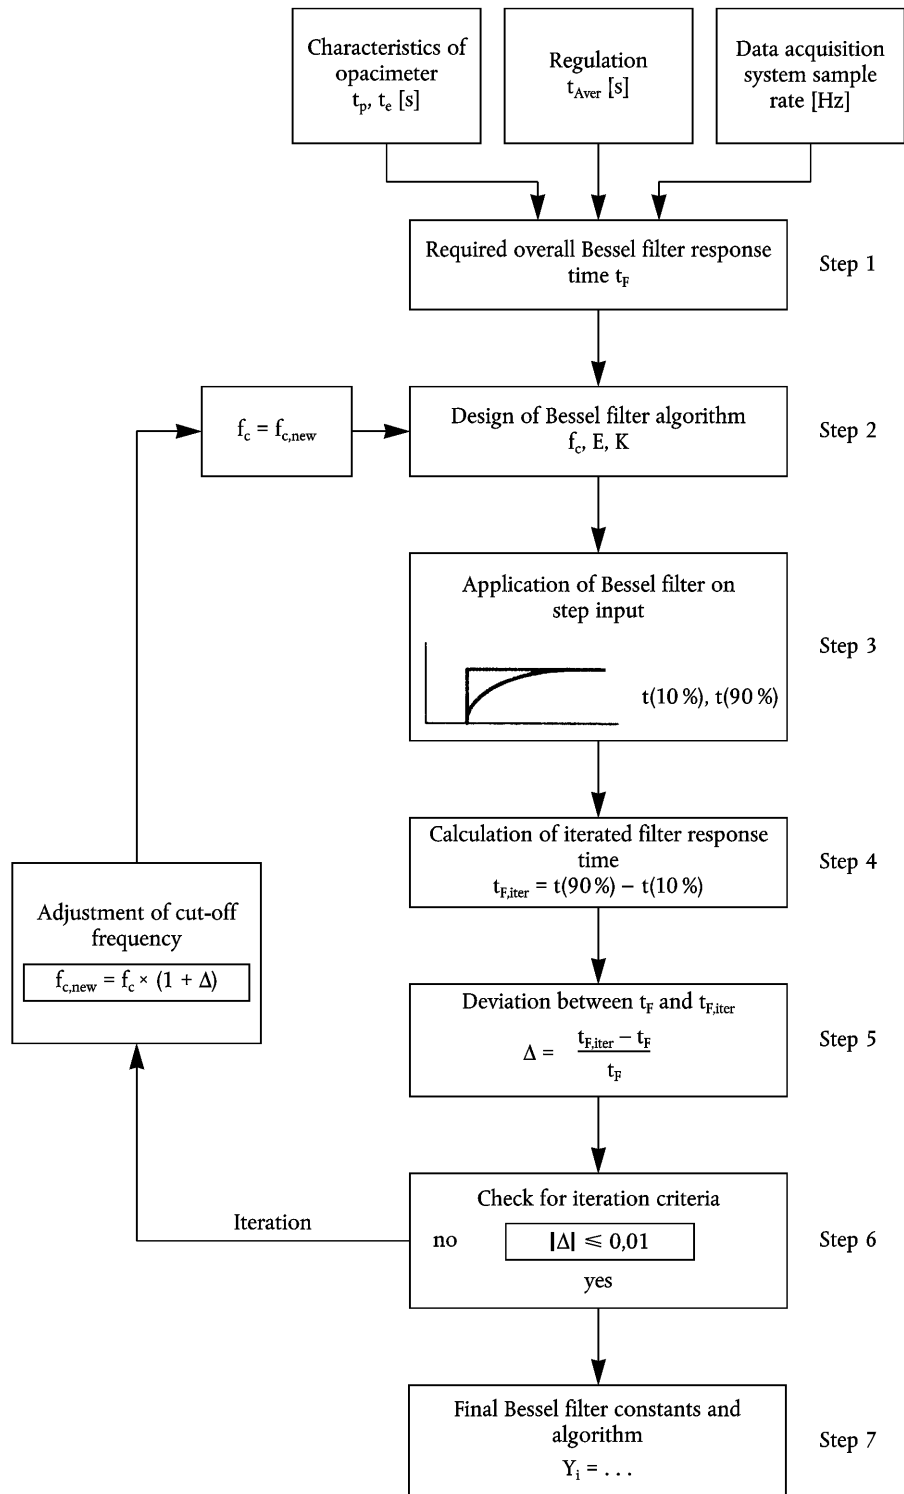 Characteristics of
opacimeter
tp, te [s]
Regulation
tAver [s]
Data acquisition
system sample
rate [Hz]
Required overall Bessel filter response
time tF
Step 1
fc = fc,new
Design of Bessel filter algorithm
fc, E, K
Step 2
Application of Bessel filter on
step input
t(10 %), t(90 %)
Step 3
Calculation of iterated filter response
time
tF,iter = t(90 %) − t(10 %)
Step 4
Adjustment of cut-off
frequency
fc,new = fc × (1 + Δ)
Deviation between tF and tF,iter
Δ = (tF,iter − tF) / tF
Step 5
Check for iteration criteria
Iteration
no
|Δ| ⩽ 0,01
yes
Step 6
Final Bessel filter constants and
algorithm
Yi = . . .
Step 7